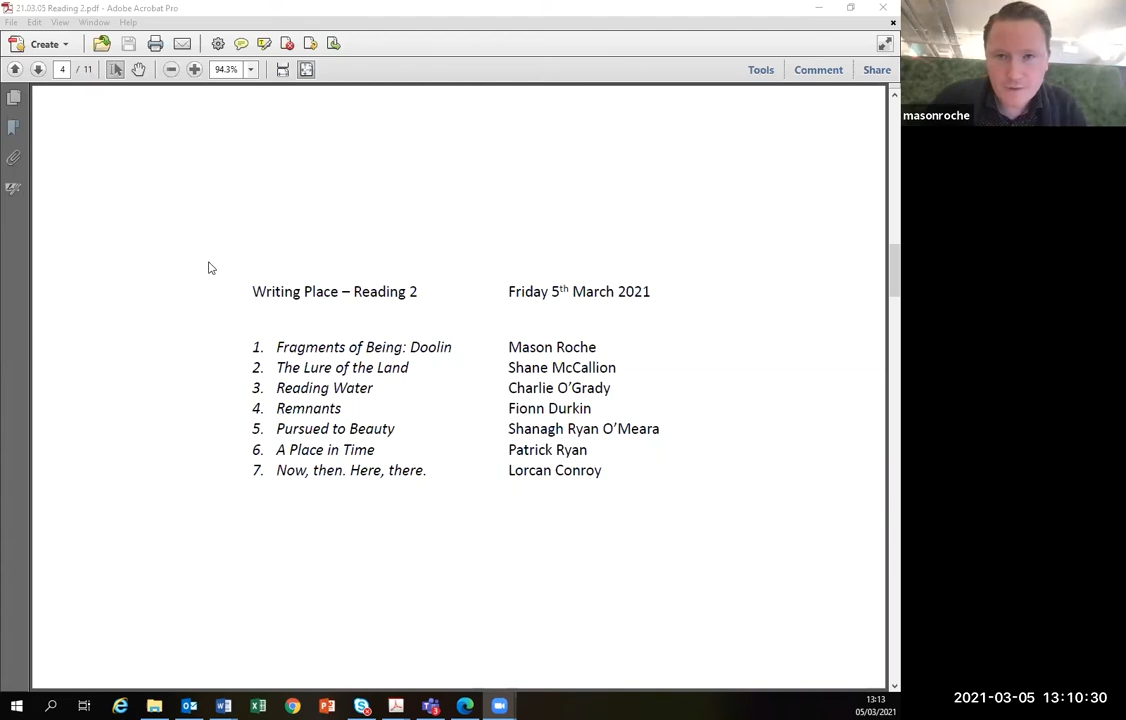 21.03.05 Reading 2.pdf - Adobe Acrobat Pro
File Edit View Window Help
Create
4 / 11
94.3%
Tools Comment Share
masonroche
Writing Place – Reading 2 Friday 5th March 2021
1. Fragments of Being: Doolin Mason Roche
2. The Lure of the Land Shane McCallion
3. Reading Water Charlie O’Grady
4. Remnants Fionn Durkin
5. Pursued to Beauty Shanagh Ryan O’Meara
6. A Place in Time Patrick Ryan
7. Now, then. Here, there. Lorcan Conroy
13:13
05/03/2021
2021-03-05 13:10:30